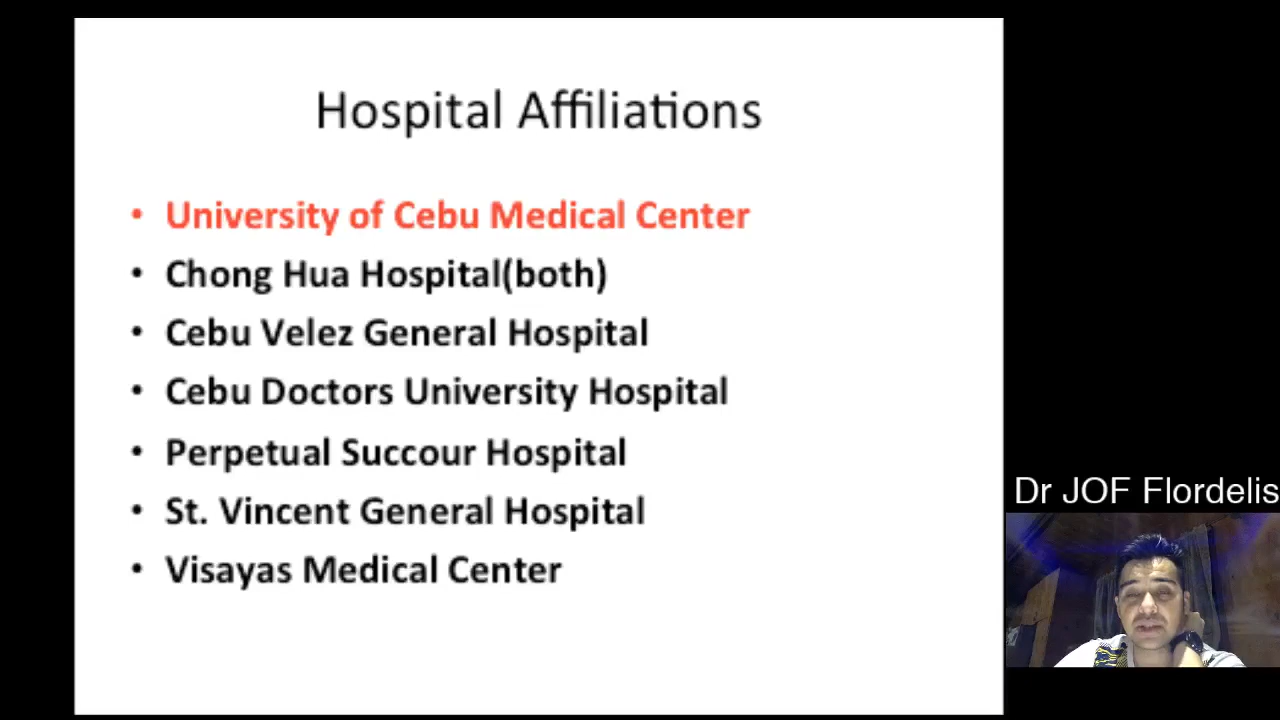 Hospital Affiliations
• University of Cebu Medical Center
• Chong Hua Hospital(both)
• Cebu Velez General Hospital
• Cebu Doctors University Hospital
• Perpetual Succour Hospital
• St. Vincent General Hospital
• Visayas Medical Center
Dr JOF Flordelis